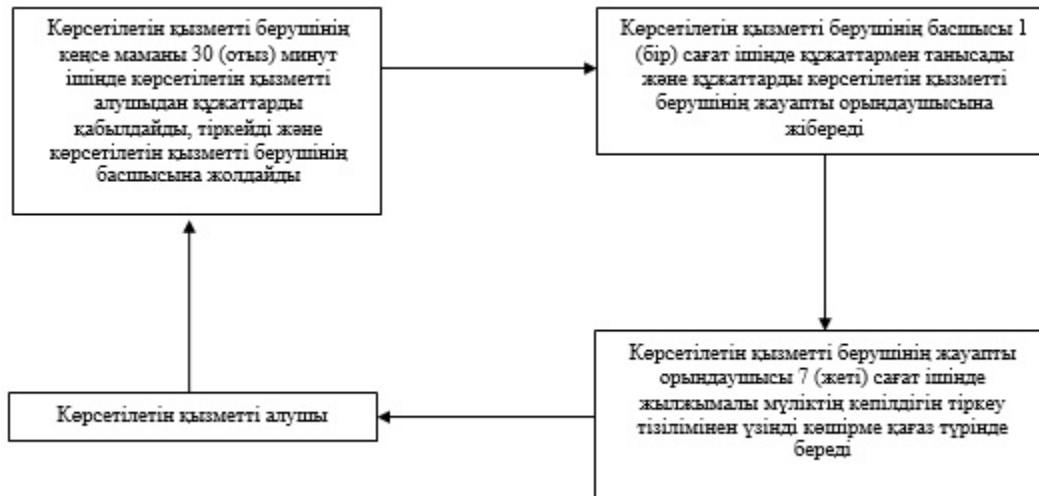 Көрсетілетін қызмет берушінің
кеңсе маманы 30 (отыз) минут
ішінде көрсетілетін қызметті
алушыдан құжаттарды
қабылдайды, тіркейді және
көрсетілетін қызметті берушінің
басшысына жолдайды
Көрсетілетін қызмет берушінің басшысы 1
(бір) сағат ішінде құжаттармен танысады
және құжаттарды көрсетілетін қызметті
берушінің жауапты орындаушысына
жібереді
Көрсетілетін қызметті берушінің жауапты
орындаушысы 7 (жеті) сағат ішінде
жылжымалы мүліктің кепілдігін тіркеу
тізілімінен үзінді көшірме қағаз түрінде
береді
Көрсетілетін қызметті алушы